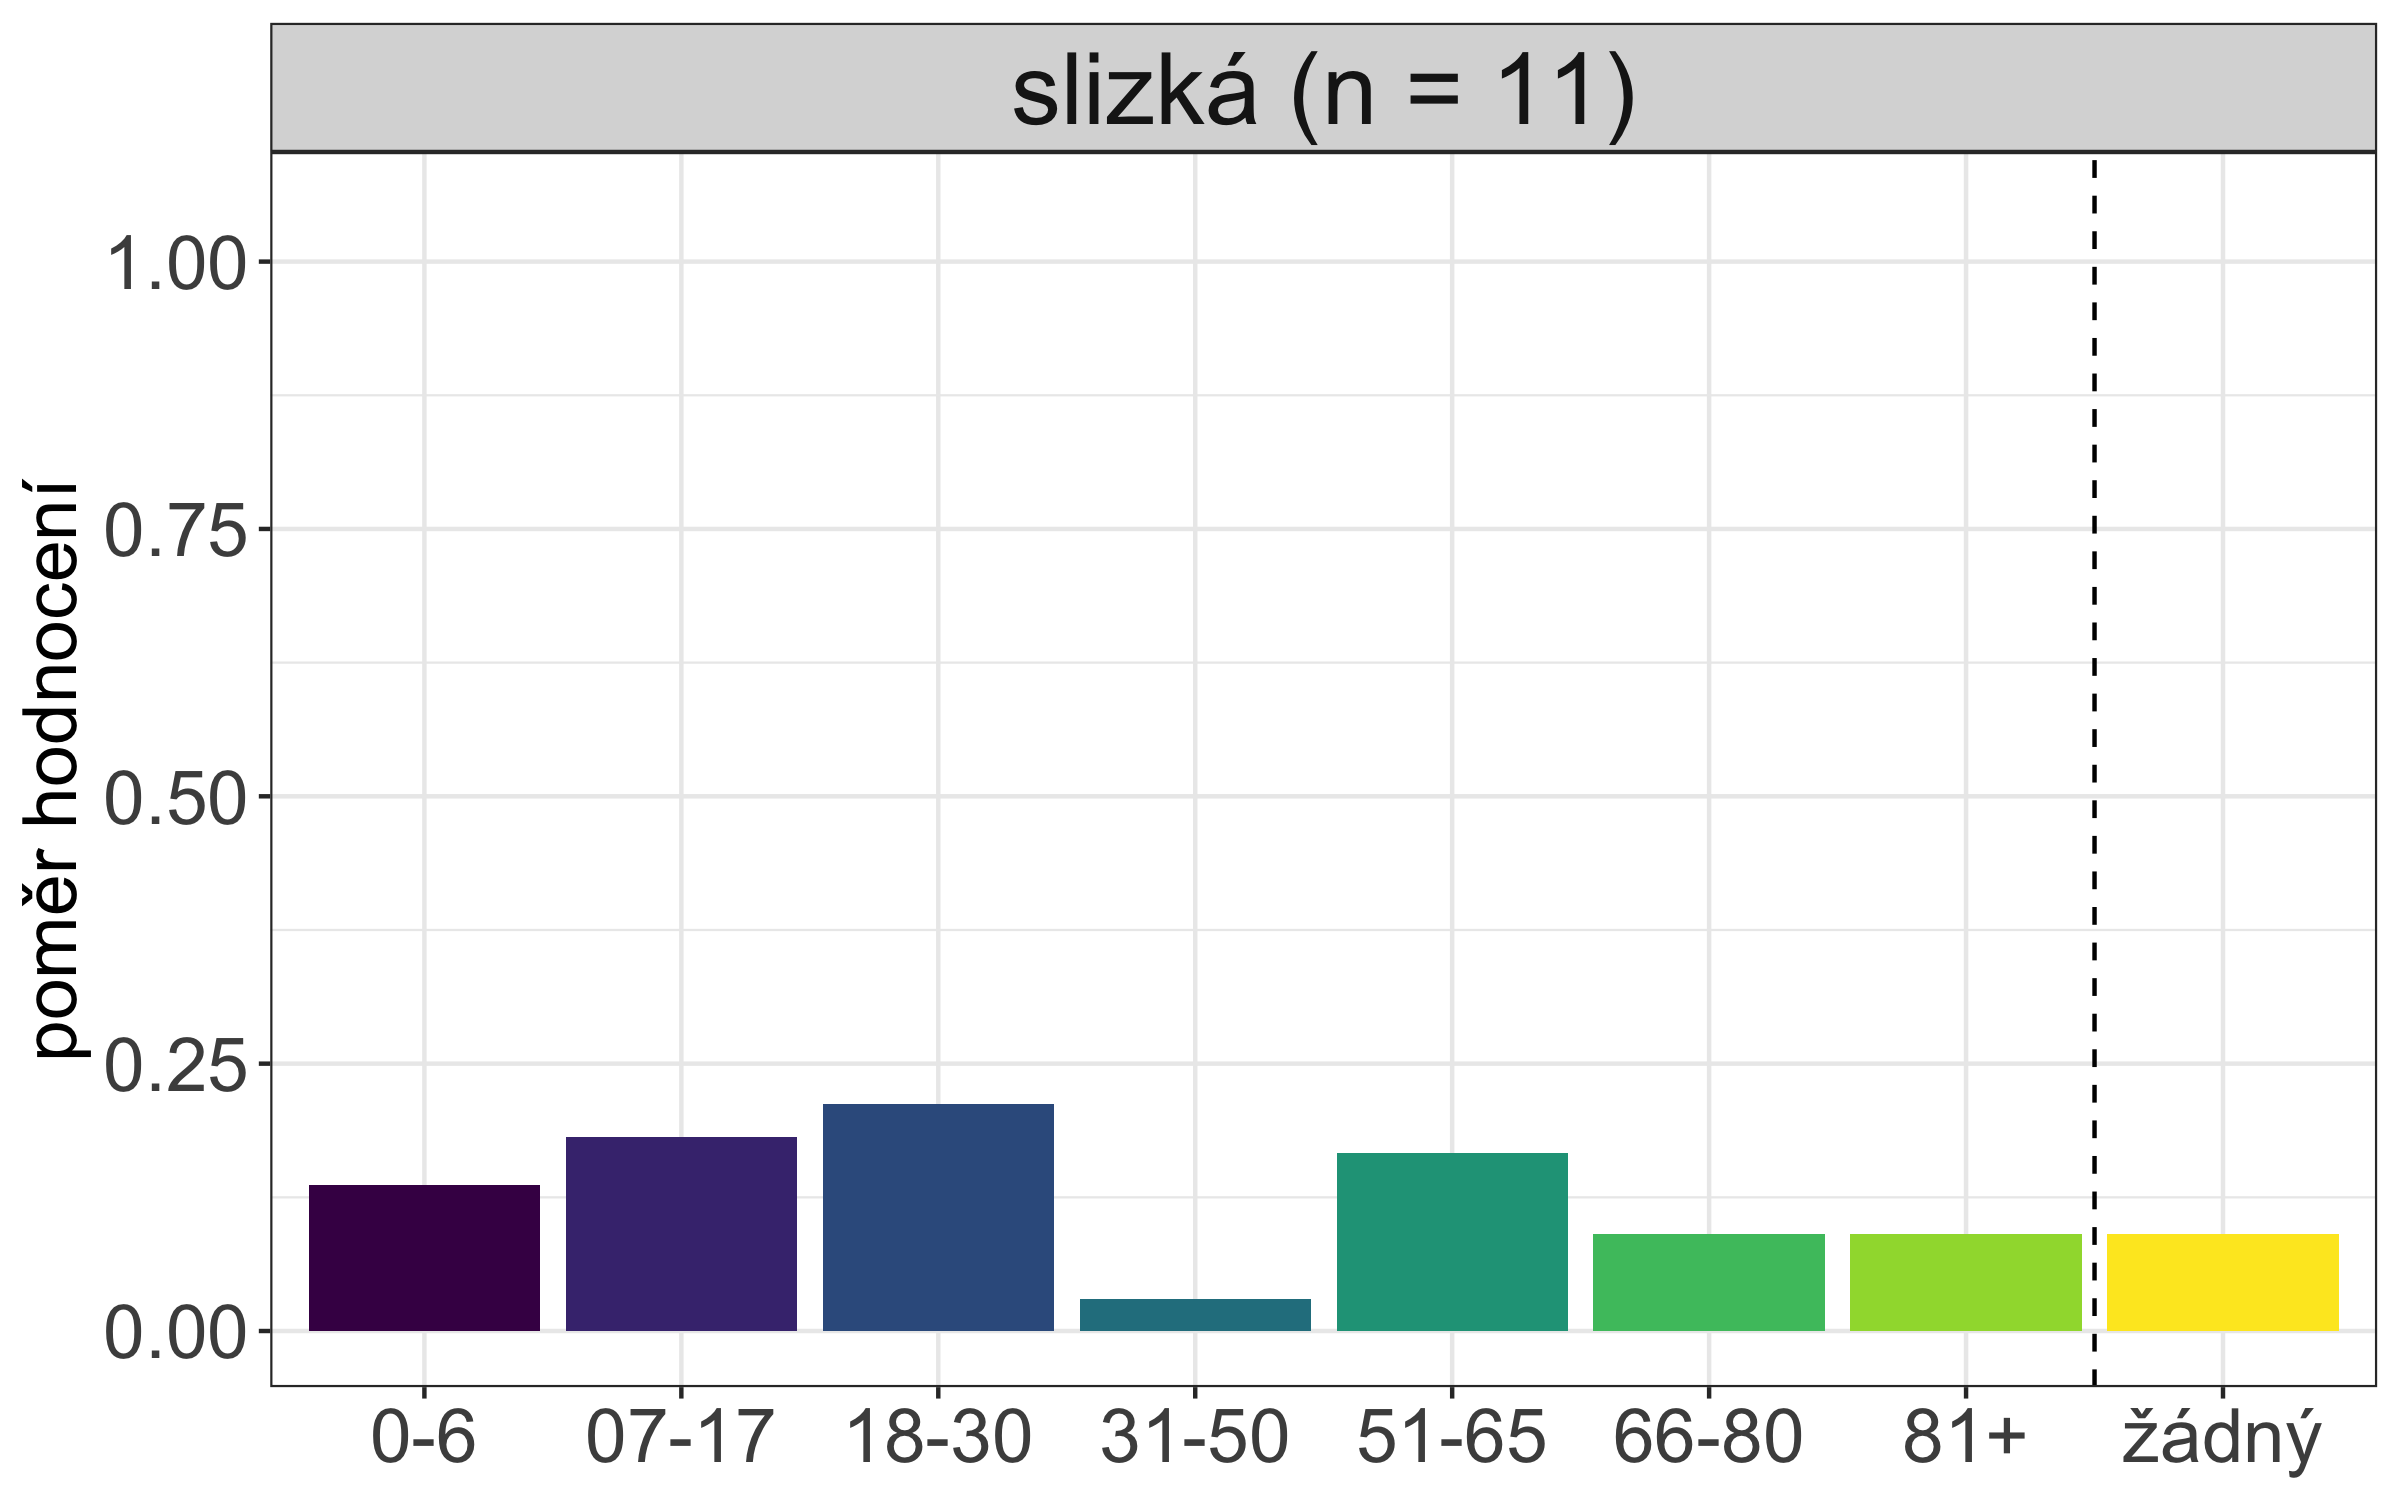 slizká (n = 11)
poměr hodnocení
1.00
0.75
0.50
0.25
0.00
0-6 07-17 18-30 31-50 51-65 66-80 81+ žádný